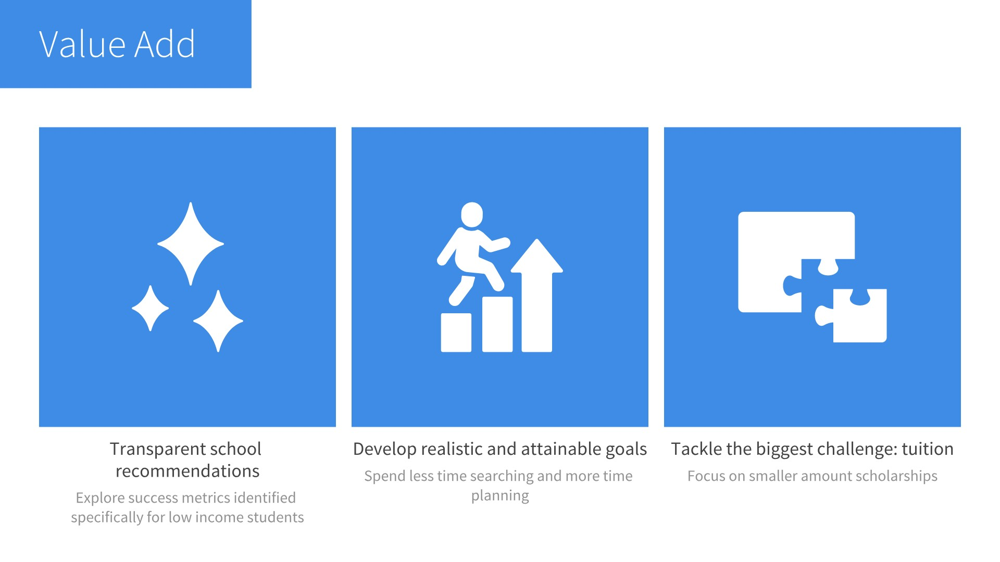 Value Add
Transparent school
recommendations
Explore success metrics identified
specifically for low income students
Develop realistic and attainable goals
Spend less time searching and more time
planning
Tackle the biggest challenge: tuition
Focus on smaller amount scholarships